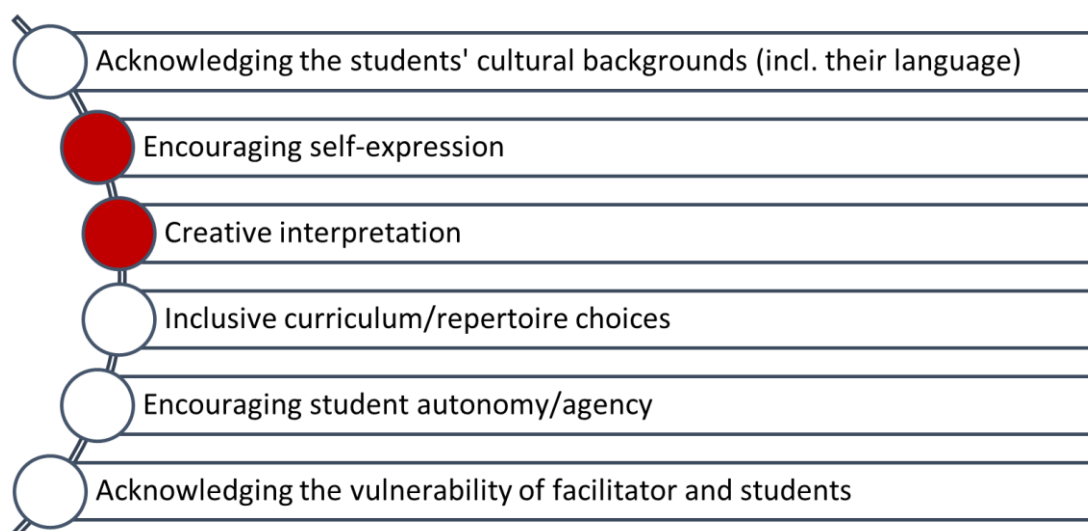 Acknowledging the students' cultural backgrounds (incl. their language)
Encouraging self-expression
Creative interpretation
Inclusive curriculum/repertoire choices
Encouraging student autonomy/agency
Acknowledging the vulnerability of facilitator and students